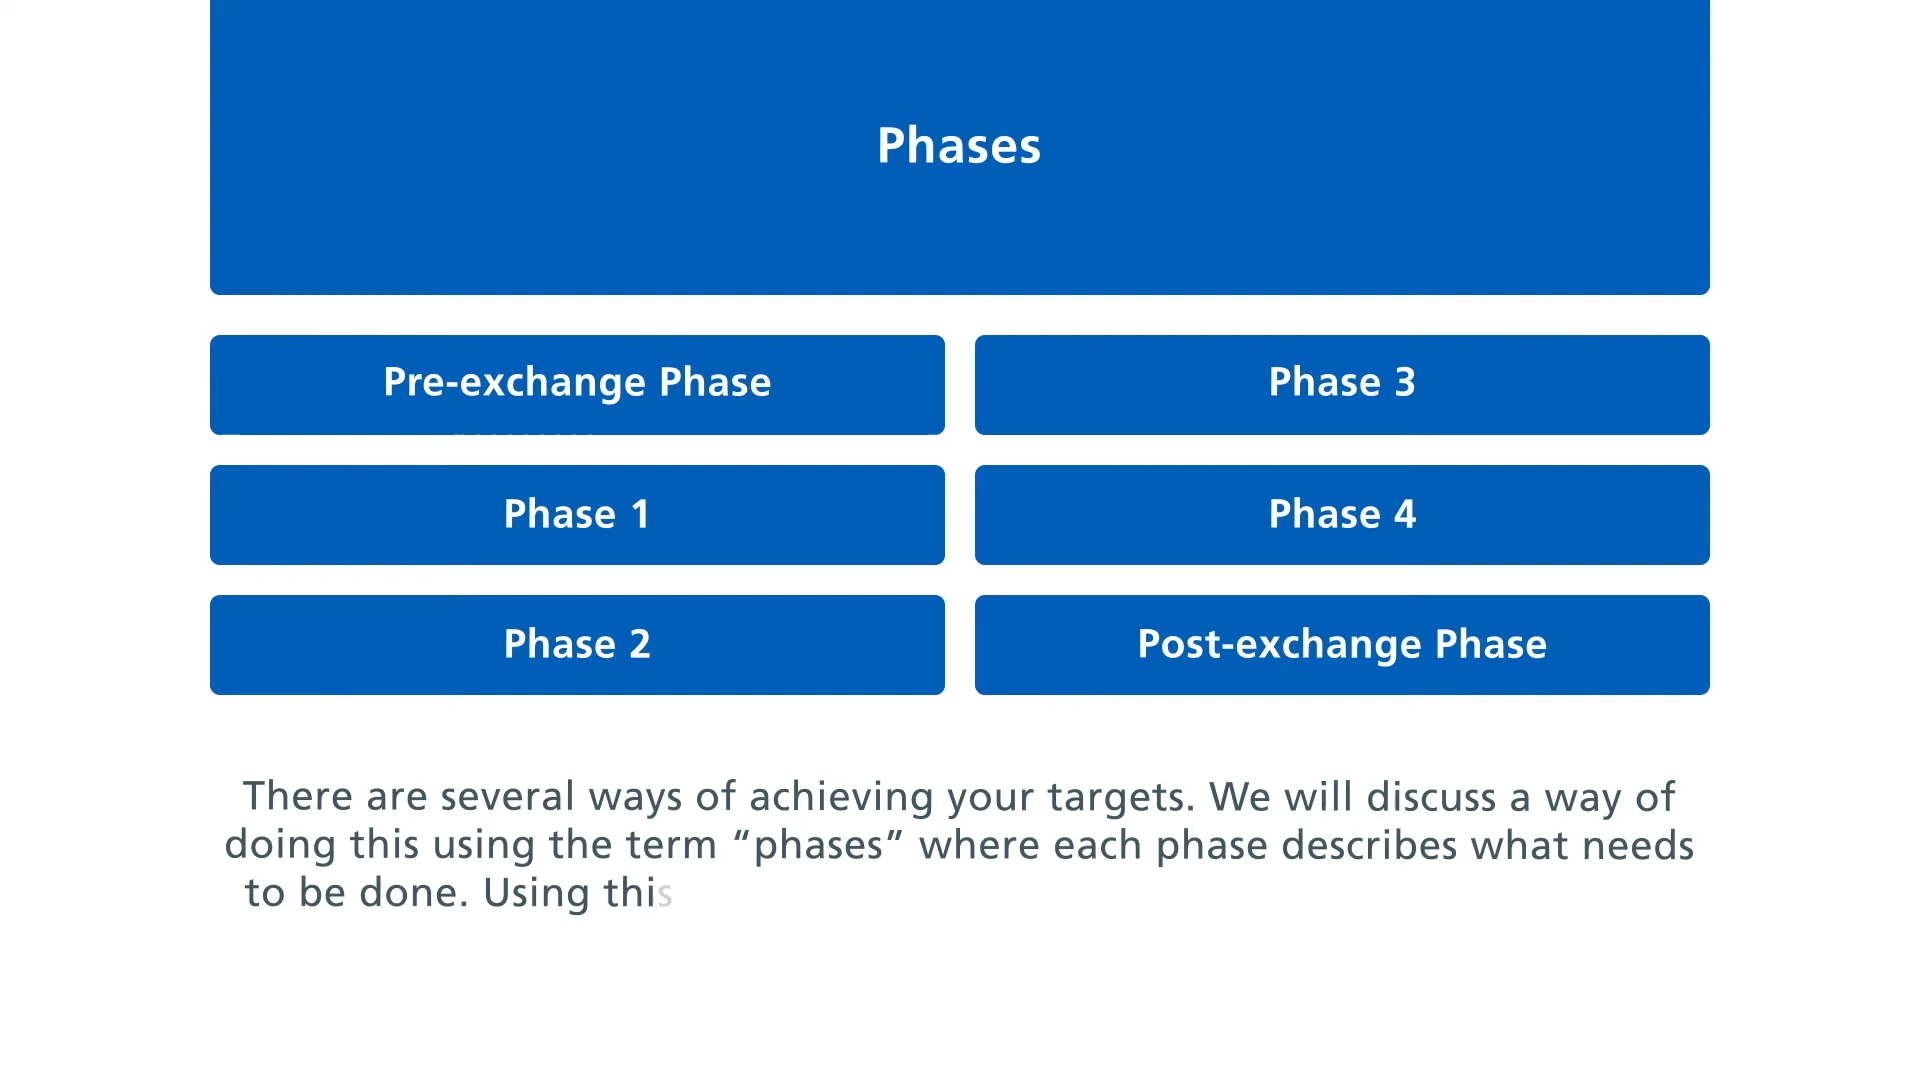 Phases
Pre-exchange Phase
Phase 1
Phase 2
Phase 3
Phase 4
Post-exchange Phase
There are several ways of achieving your targets. We will discuss a way of
doing this using the term “phases” where each phase describes what needs
to be done. Using this